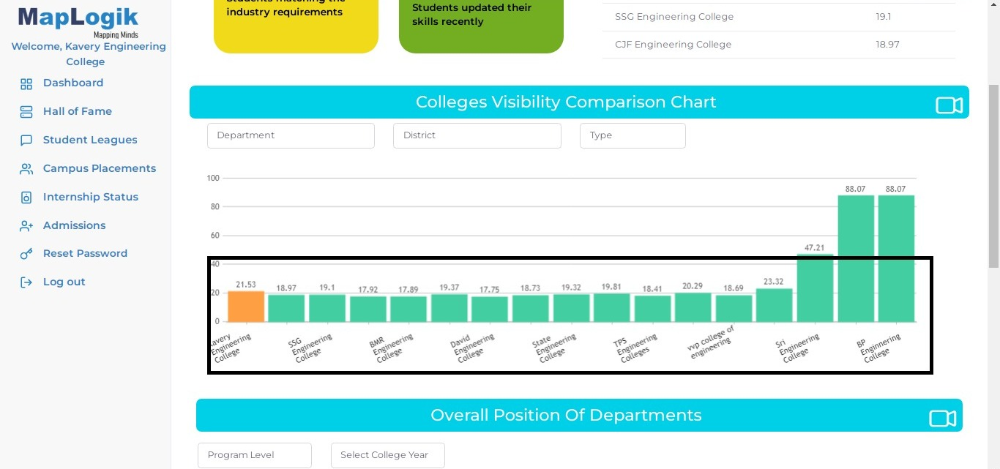 MapLogik
Mapping Minds
Welcome, Kavery Engineering
College
Dashboard
Hall of Fame
Student Leagues
Campus Placements
Internship Status
Admissions
Reset Password
Log out
Students matching the
industry requirements
Students updated their
skills recently
SSG Engineering College 19.1
CJF Engineering College 18.97
Colleges Visibility Comparison Chart
Department District Type
100
80
60
40
20
0
21.53 18.97 19.1 17.92 17.89 19.37 17.75 18.73 19.32 19.81 18.41 20.29 18.69 23.32 47.21 88.07 88.07
Engineering
College
SSG
Engineering
College
BMR
Engineering
College
David
Engineering
College
State
Engineering
College
TPS
Engineering
Colleges
vvp college of
engineering
Sri
Engineering
College
BP
Enginnering
College
Overall Position Of Departments
Program Level Select College Year